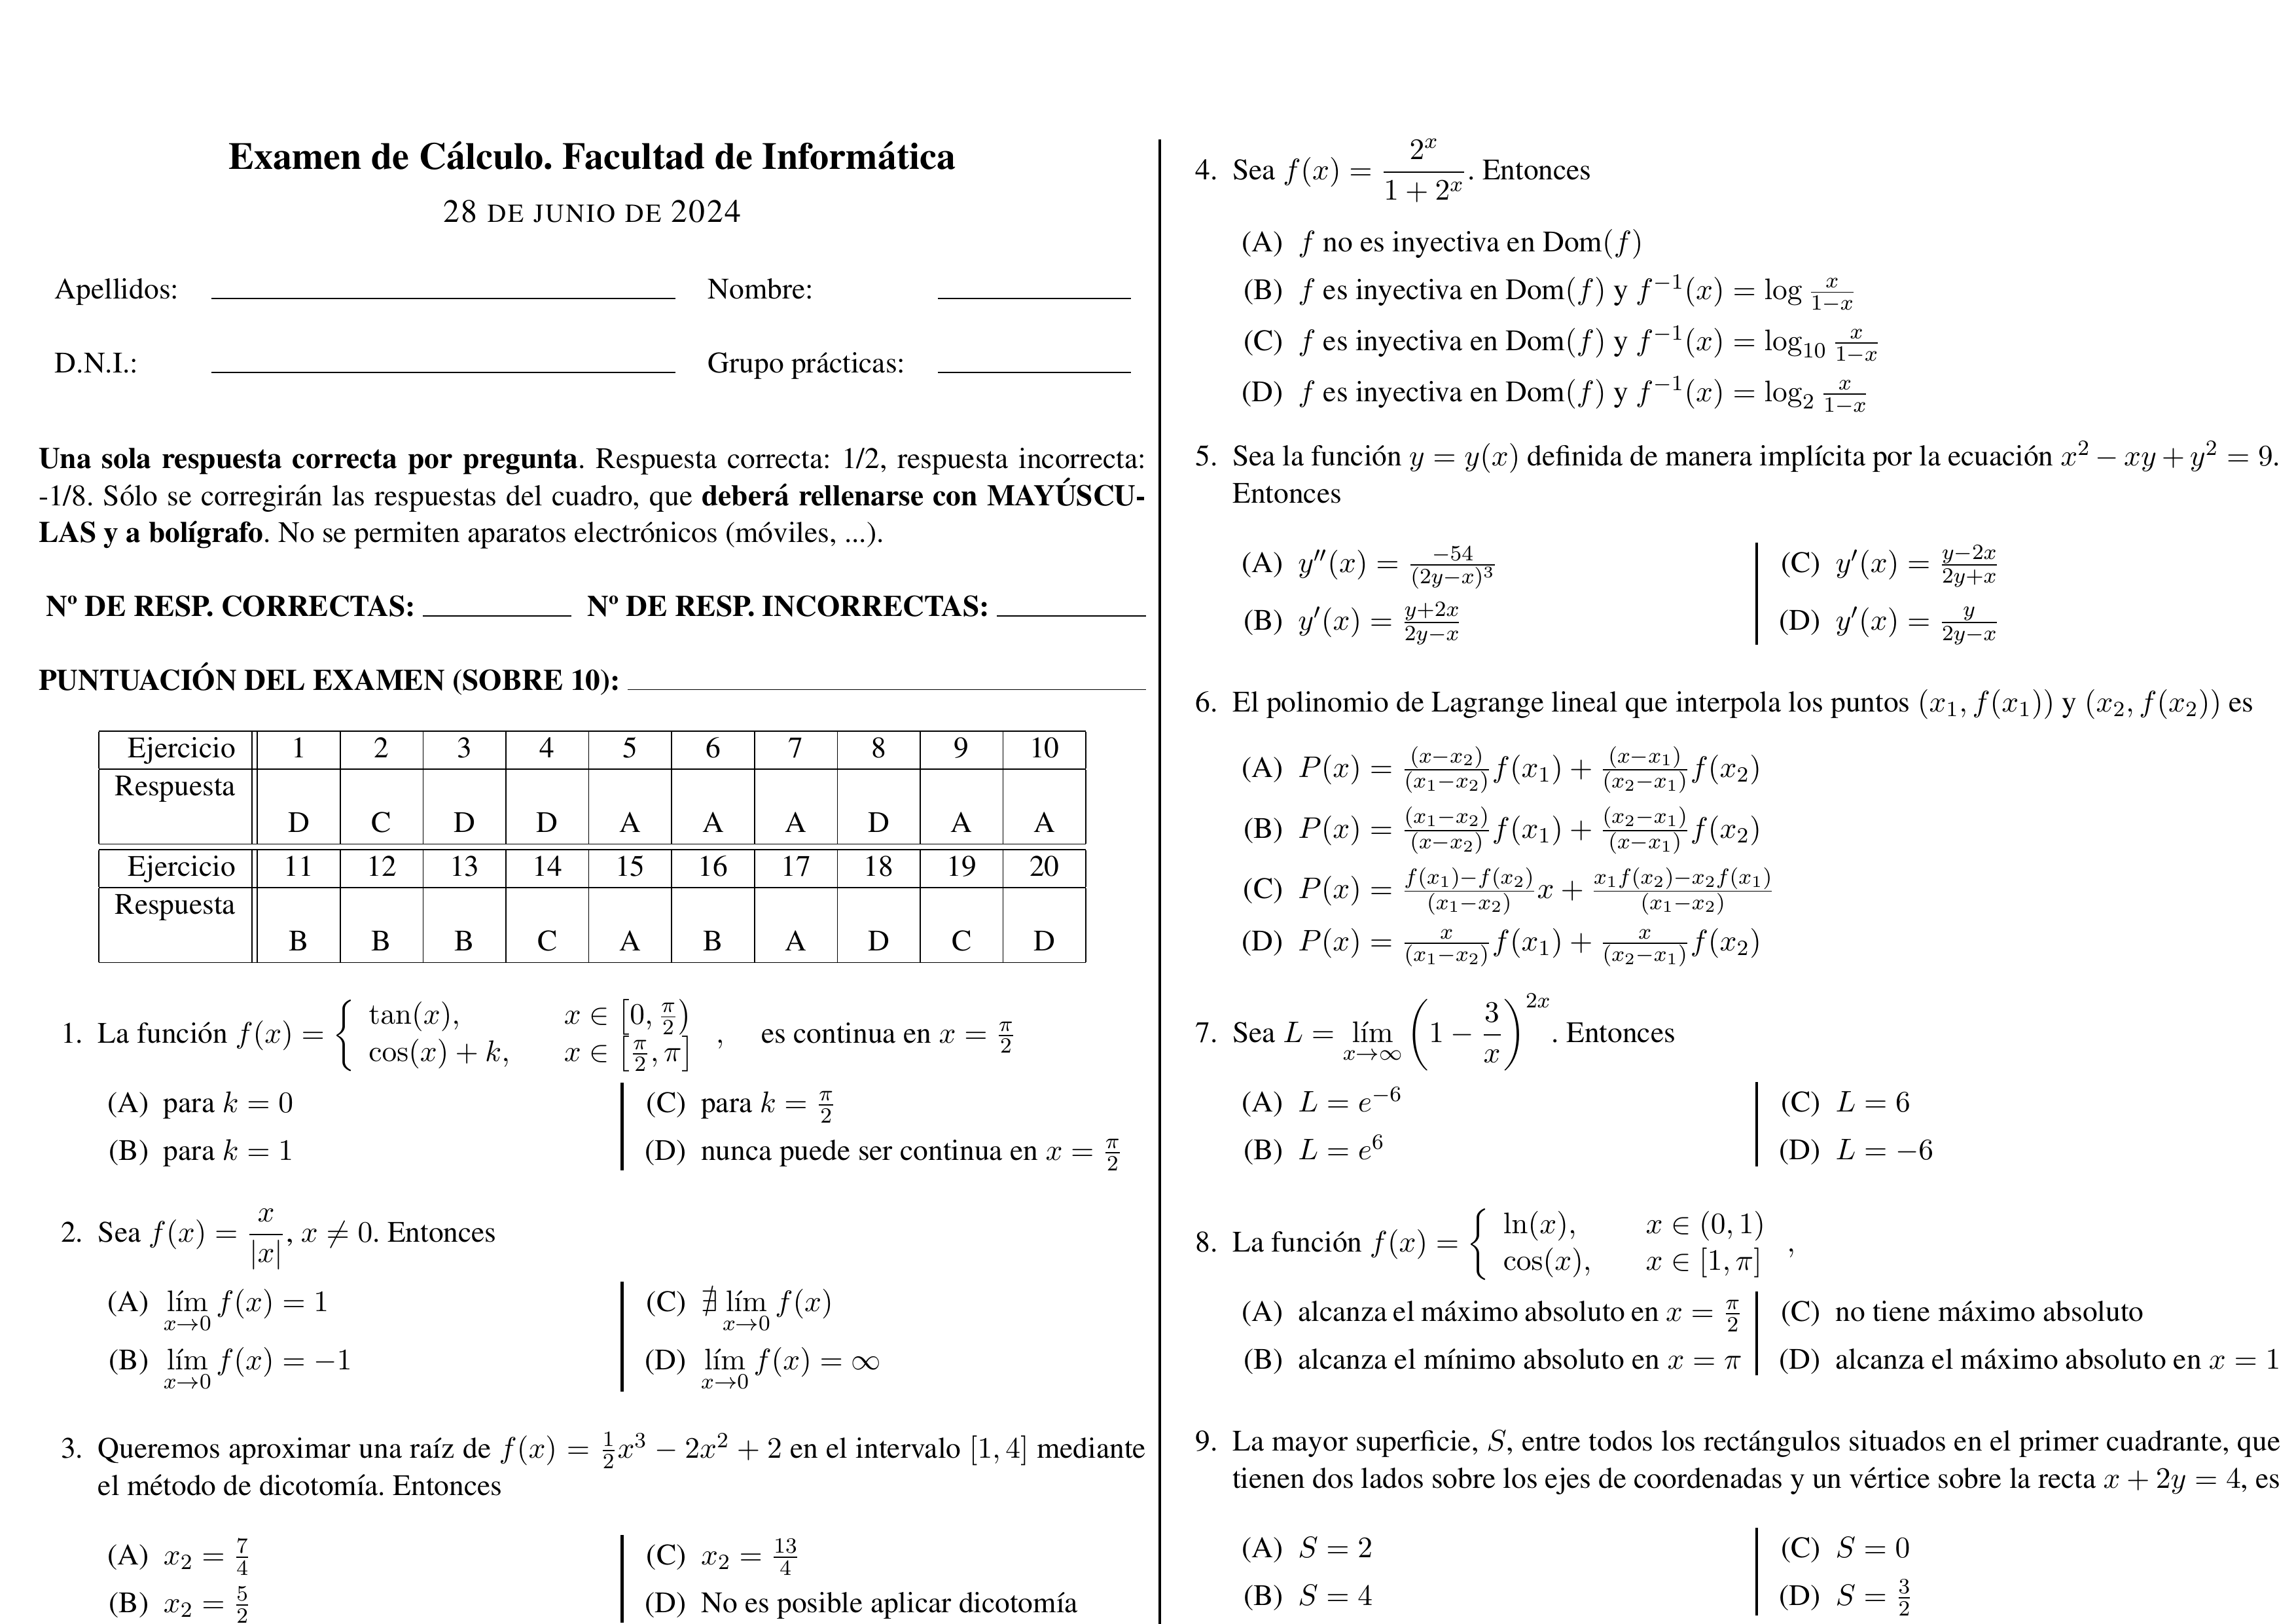 Examen de Cálculo. Facultad de Informática
28 DE JUNIO DE 2024
Apellidos: Nombre:
D.N.I.: Grupo prácticas:
Una sola respuesta correcta por pregunta. Respuesta correcta: 1/2, respuesta incorrecta:
-1/8. Sólo se corregirán las respuestas del cuadro, que deberá rellenarse con MAYÚSCU-
LAS y a bolígrafo. No se permiten aparatos electrónicos (móviles, ...).
Nº DE RESP. CORRECTAS: Nº DE RESP. INCORRECTAS:
PUNTUACIÓN DEL EXAMEN (SOBRE 10):
Ejercicio 1 2 3 4 5 6 7 8 9 10
Respuesta
D C D D A A A D A A
Ejercicio 11 12 13 14 15 16 17 18 19 20
Respuesta
B B B C A B A D C D
1. La función $f(x) = \begin{cases} \tan(x), & x \in [0, \frac{\pi}{2}) \\ \cos(x) + k, & x \in [\frac{\pi}{2}, \pi] \end{cases}$, es continua en $x = \frac{\pi}{2}$
(A) para $k = 0$
(B) para $k = 1$
(C) para $k = \frac{\pi}{2}$
(D) nunca puede ser continua en $x = \frac{\pi}{2}$
2. Sea $f(x) = \frac{x}{|x|}, x \neq 0$. Entonces
(A) $\lim_{x \to 0} f(x) = 1$
(B) $\lim_{x \to 0} f(x) = -1$
(C) $\nexists \lim_{x \to 0} f(x)$
(D) $\lim_{x \to 0} f(x) = \infty$
3. Queremos aproximar una raíz de $f(x) = \frac{1}{2}x^3 - 2x^2 + 2$ en el intervalo $[1, 4]$ mediante
el método de dicotomía. Entonces
(A) $x_2 = \frac{7}{4}$
(B) $x_2 = \frac{5}{2}$
(C) $x_2 = \frac{13}{4}$
(D) No es posible aplicar dicotomía
4. Sea $f(x) = \frac{2^x}{1 + 2^x}$. Entonces
(A) $f$ no es inyectiva en Dom$(f)$
(B) $f$ es inyectiva en Dom$(f)$ y $f^{-1}(x) = \log \frac{x}{1-x}$
(C) $f$ es inyectiva en Dom$(f)$ y $f^{-1}(x) = \log_{10} \frac{x}{1-x}$
(D) $f$ es inyectiva en Dom$(f)$ y $f^{-1}(x) = \log_2 \frac{x}{1-x}$
5. Sea la función $y = y(x)$ definida de manera implícita por la ecuación $x^2 - xy + y^2 = 9$.
Entonces
(A) $y''(x) = \frac{-54}{(2y-x)^3}$
(B) $y'(x) = \frac{y+2x}{2y-x}$
(C) $y'(x) = \frac{y-2x}{2y+x}$
(D) $y'(x) = \frac{y}{2y-x}$
6. El polinomio de Lagrange lineal que interpola los puntos $(x_1, f(x_1))$ y $(x_2, f(x_2))$ es
(A) $P(x) = \frac{(x-x_2)}{(x_1-x_2)} f(x_1) + \frac{(x-x_1)}{(x_2-x_1)} f(x_2)$
(B) $P(x) = \frac{(x_1-x_2)}{(x-x_2)} f(x_1) + \frac{(x_2-x_1)}{(x-x_1)} f(x_2)$
(C) $P(x) = \frac{f(x_1)-f(x_2)}{(x_1-x_2)} x + \frac{x_1 f(x_2)-x_2 f(x_1)}{(x_1-x_2)}$
(D) $P(x) = \frac{x}{(x_1-x_2)} f(x_1) + \frac{x}{(x_2-x_1)} f(x_2)$
7. Sea $L = \lím_{x \to \infty} \left(1 - \frac{3}{x}\right)^{2x}$. Entonces
(A) $L = e^{-6}$
(B) $L = e^6$
(C) $L = 6$
(D) $L = -6$
8. La función $f(x) = \begin{cases} \ln(x), & x \in (0, 1) \\ \cos(x), & x \in [1, \pi] \end{cases}$,
(A) alcanza el máximo absoluto en $x = \frac{\pi}{2}$
(B) alcanza el mínimo absoluto en $x = \pi$
(C) no tiene máximo absoluto
(D) alcanza el máximo absoluto en $x = 1$
9. La mayor superficie, $S$, entre todos los rectángulos situados en el primer cuadrante, que
tienen dos lados sobre los ejes de coordenadas y un vértice sobre la recta $x + 2y = 4$, es
(A) $S = 2$
(B) $S = 4$
(C) $S = 0$
(D) $S = \frac{3}{2}$